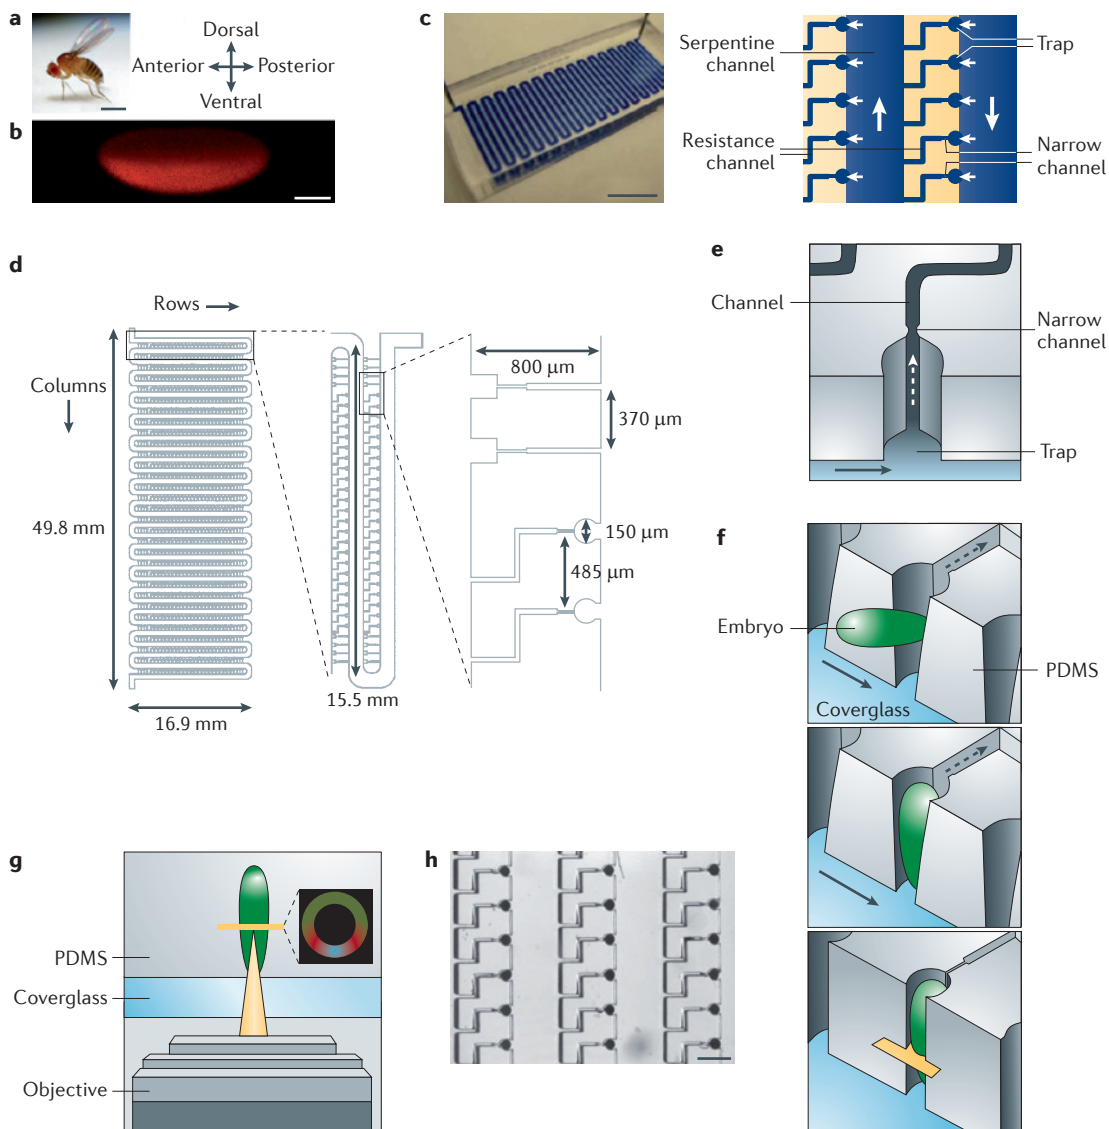 a
Dorsal
Anterior
Posterior
Ventral
b
c
Serpentine
channel
Trap
Resistance
channel
Narrow
channel
d
Rows
Columns
49.8 mm
16.9 mm
15.5 mm
800 µm
370 µm
150 µm
485
µm
e
Channel
Narrow
channel
Trap
f
Embryo
PDMS
Coverglass
g
PDMS
Coverglass
Objective
h